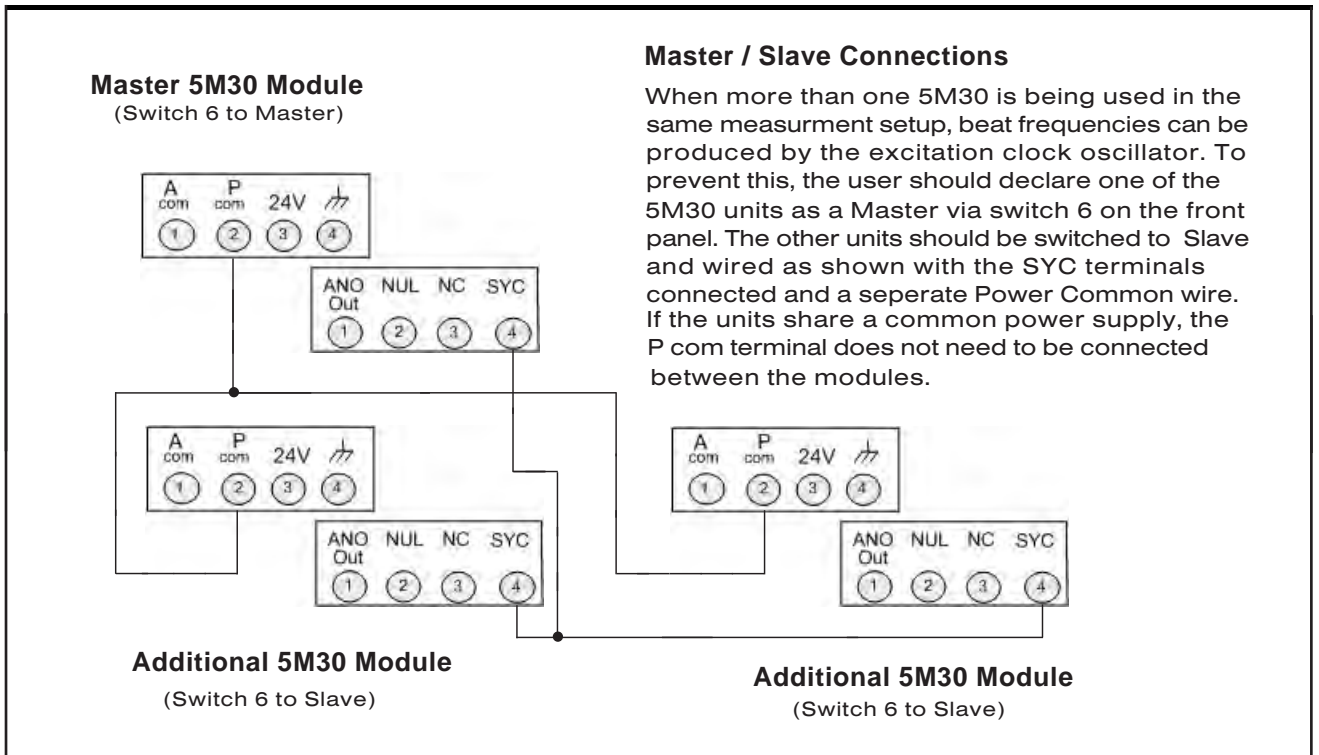 Master 5M30 Module
(Switch 6 to Master)
Master / Slave Connections
When more than one 5M30 is being used in the
same measurment setup, beat frequencies can be
produced by the excitation clock oscillator. To
prevent this, the user should declare one of the
5M30 units as a Master via switch 6 on the front
panel. The other units should be switched to Slave
and wired as shown with the SYC terminals
connected and a seperate Power Common wire.
If the units share a common power supply, the
P com terminal does not need to be connected
between the modules.
A P
com com 24V
1 2 3 4
ANO NUL NC SYC
Out
1 2 3 4
A P
com com 24V
1 2 3 4
ANO NUL NC SYC
Out
1 2 3 4
Additional 5M30 Module
(Switch 6 to Slave)
A P
com com 24V
1 2 3 4
ANO NUL NC SYC
Out
1 2 3 4
Additional 5M30 Module
(Switch 6 to Slave)